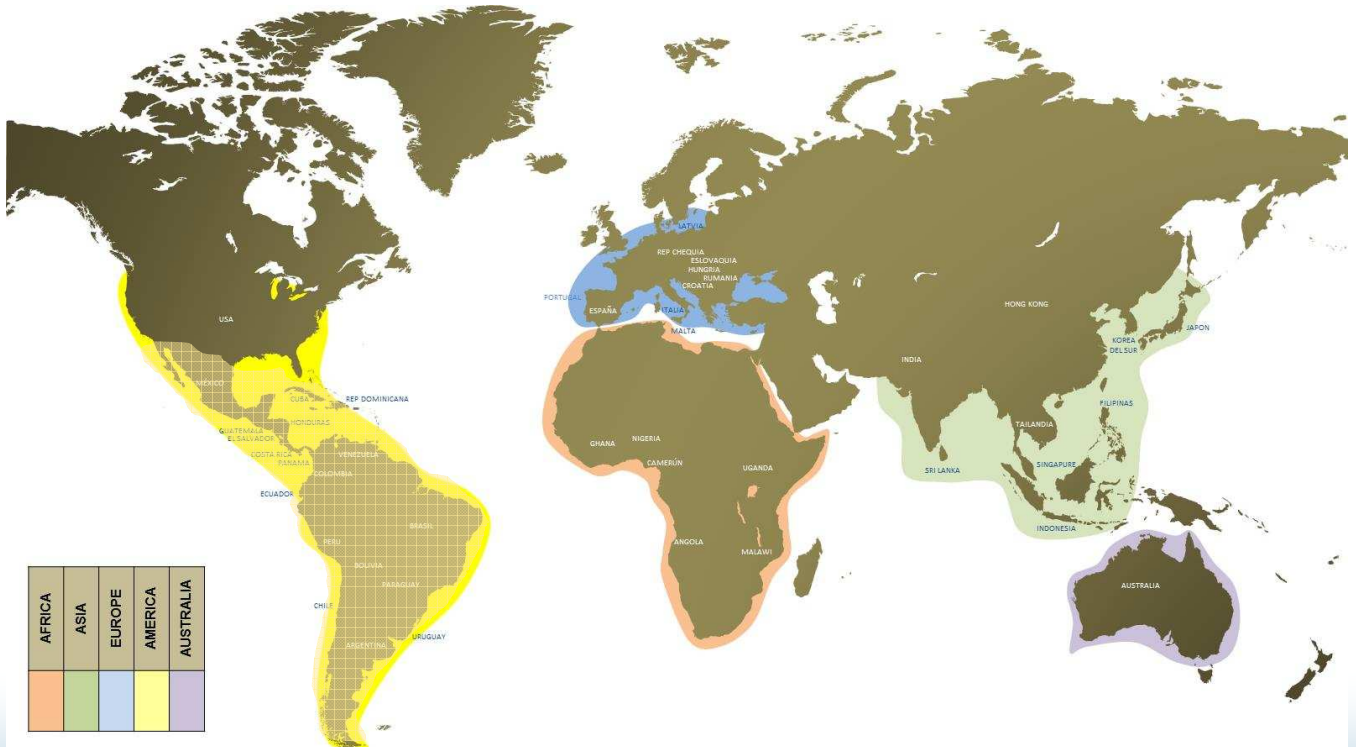 LATVIA
REP CHEQUIA
ESLOVAQUIA
HUNGRIA
RUMANIA
CROATIA
PORTUGAL
ESPAÑA
ITALIA
MALTA
USA
MEXICO
CUBA
REP DOMINICANA
HONDURAS
GUATEMALA
EL SALVADOR
COSTA RICA
PANAMA
VENEZUELA
COLOMBIA
ECUADOR
BRASIL
PERU
BOLIVIA
PARAGUAY
CHILE
URUGUAY
ARGENTINA
GHANA
NIGERIA
CAMERÚN
UGANDA
ANGOLA
MALAWI
HONG KONG
JAPON
KOREA
DEL SUR
INDIA
FILIPINAS
TAILANDIA
SRI LANKA
SINGAPURE
INDONESIA
AUSTRALIA
AFRICA
ASIA
EUROPE
AMERICA
AUSTRALIA